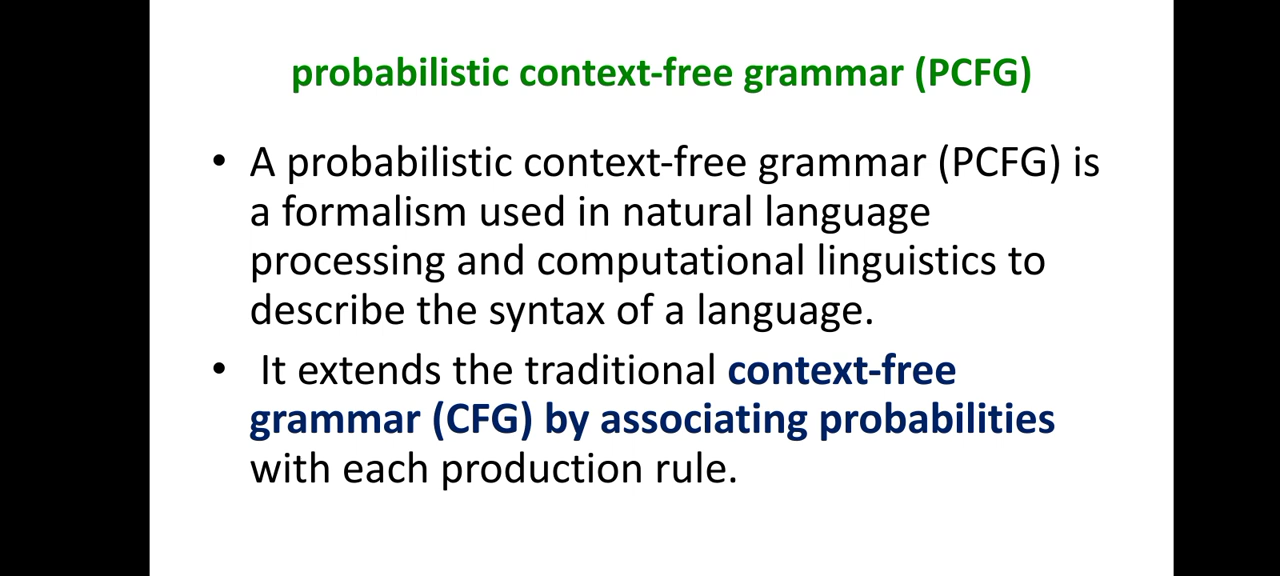 probabilistic context-free grammar (PCFG)
• A probabilistic context-free grammar (PCFG) is
a formalism used in natural language
processing and computational linguistics to
describe the syntax of a language.
• It extends the traditional context-free
grammar (CFG) by associating probabilities
with each production rule.